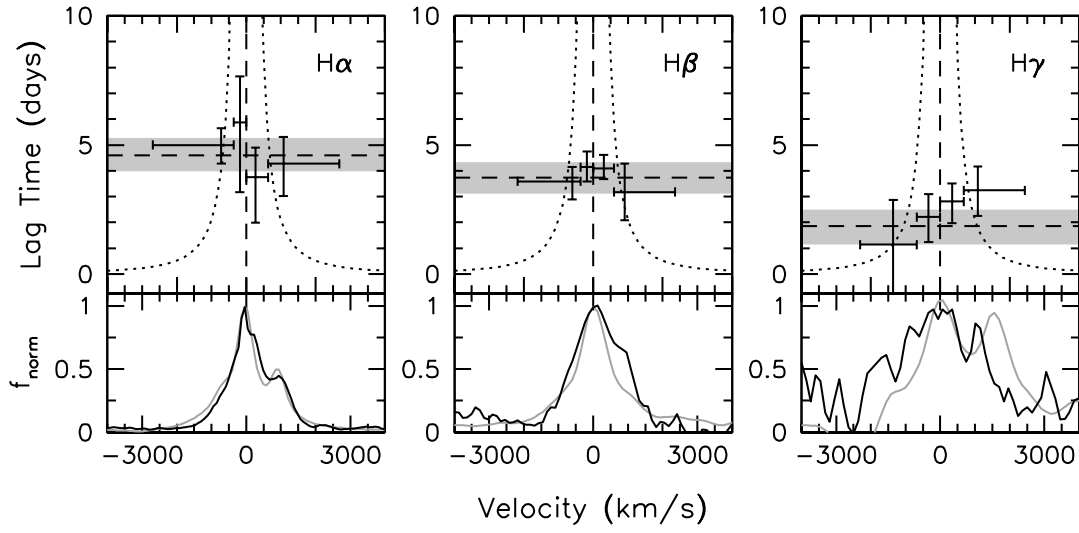 Hα Hβ Hγ
Lag Time (days)
10 10 10
5 5 5
0 0 0
f_norm
1 1 1
0.5 0.5 0.5
0 0 0
−3000 0 3000 −3000 0 3000 −3000 0 3000
Velocity (km/s)